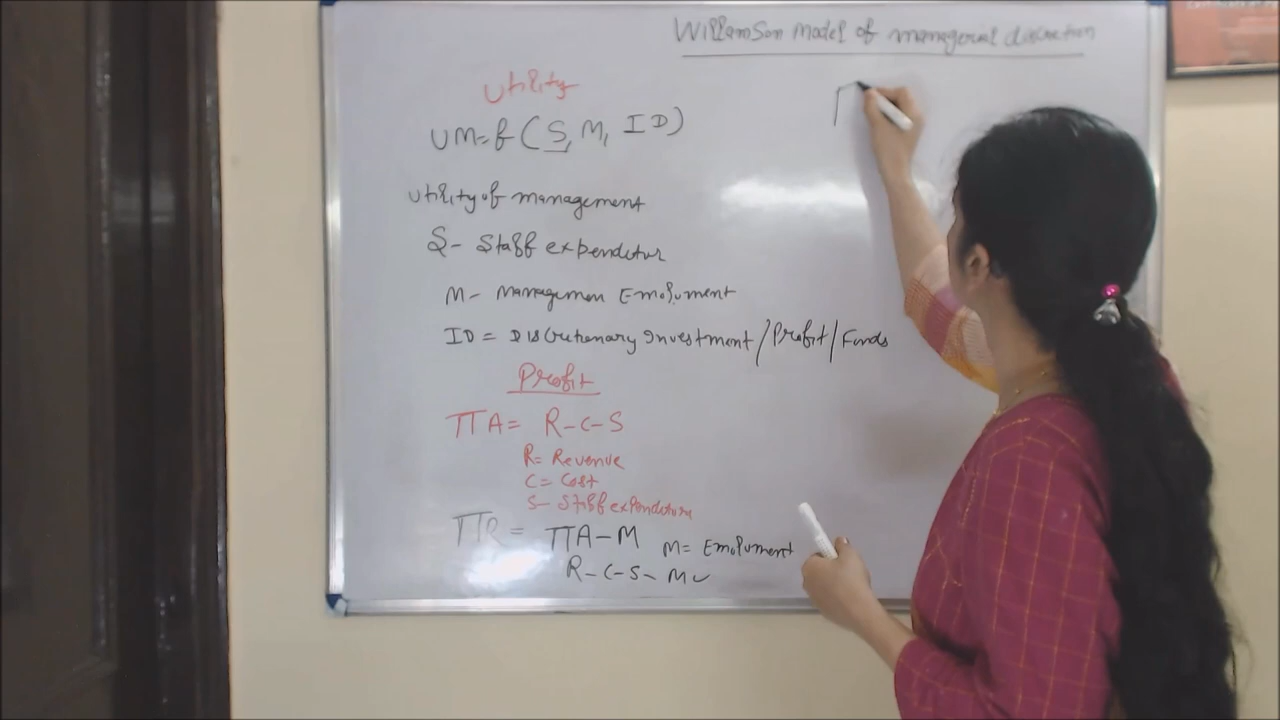 Williamson Model of managerial discretion
Utility
UM=f(S, M, ID)
Utility of management
S- Staff expenditur
M- Managemen Emolument
ID = Discretionary Investment/Profit/Funds
Profit
πA= R-C-S
R= Revenue
C= Cost
S- Staff expenditure
πR = πA-M M= Emolument
R-C-S-M